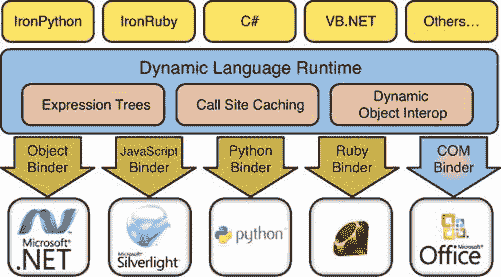 IronPython
IronRuby
C#
VB.NET
Others…
Dynamic Language Runtime
Expression Trees
Call Site Caching
Dynamic
Object Interop
Object
Binder
JavaScript
Binder
Python
Binder
Ruby
Binder
COM
Binder
Microsoft®
.NET
Microsoft®
Silverlight
python™
Microsoft®
Office